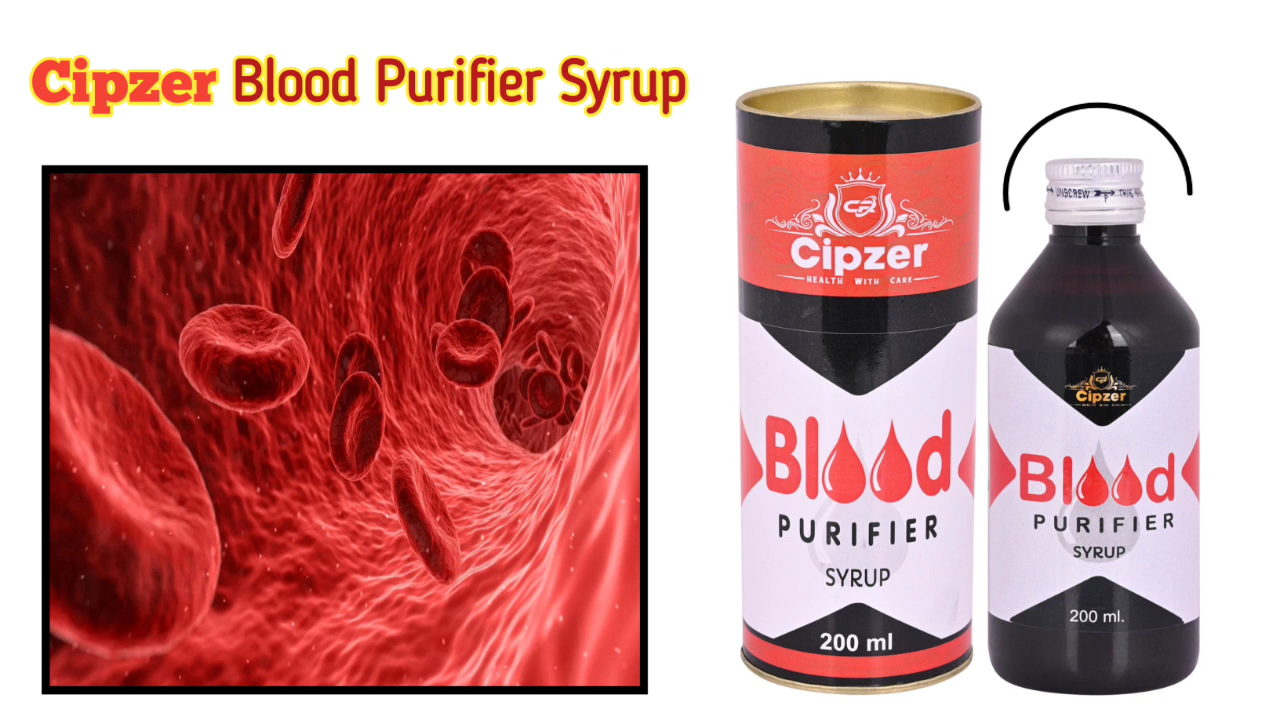 Cipzer Blood Purifier Syrup
Cipzer
HEALTH WITH CARE
Blood
PURIFIER
SYRUP
200 ml
UNSCREW
Cipzer
Blood
PURIFIER
SYRUP
200 ml.